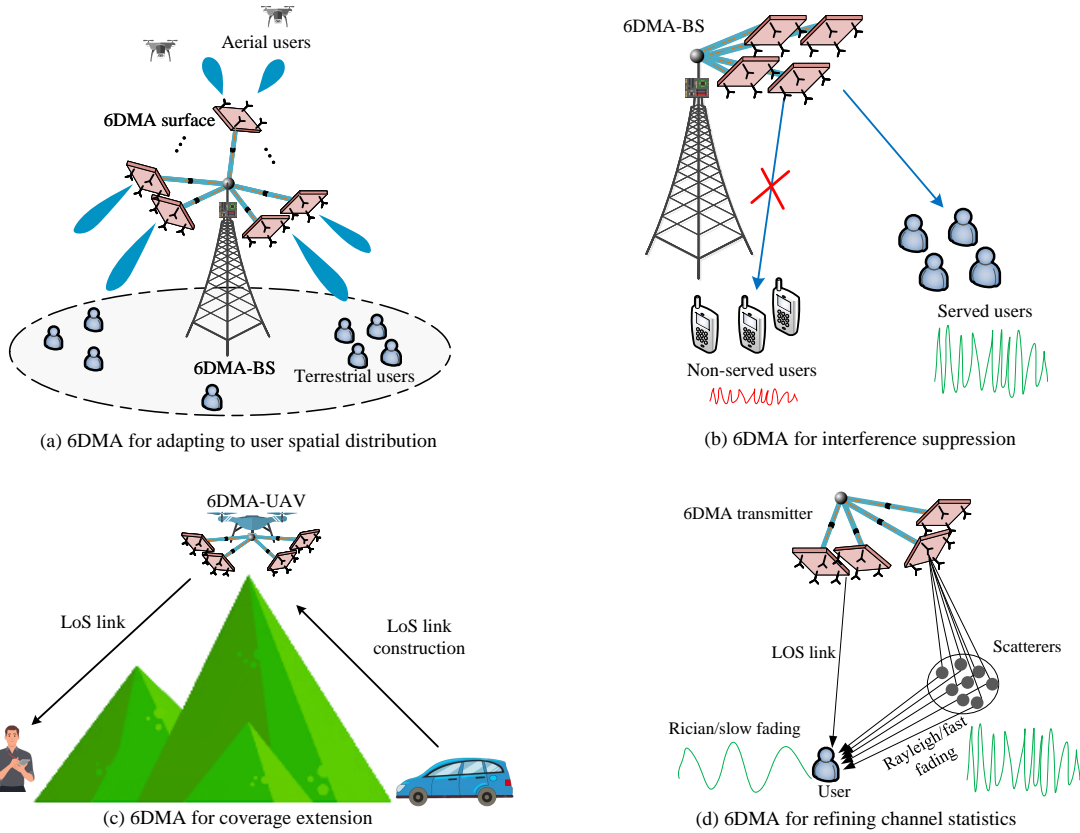 Aerial users
6DMA surface
6DMA-BS
Terrestrial users
(a) 6DMA for adapting to user spatial distribution
6DMA-BS
Served users
Non-served users
(b) 6DMA for interference suppression
6DMA-UAV
LoS link
LoS link
construction
(c) 6DMA for coverage extension
6DMA transmitter
LOS link
Scatterers
Rician/slow fading
Rayleigh/fast
fading
User
(d) 6DMA for refining channel statistics